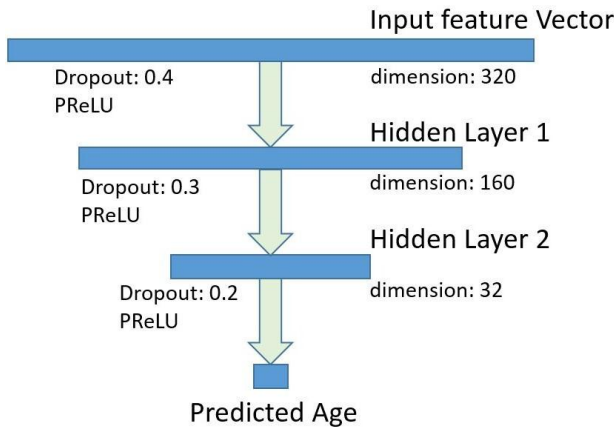 Input feature Vector
Dropout: 0.4
dimension: 320
PReLU
Hidden Layer 1
Dropout: 0.3
dimension: 160
PReLU
Hidden Layer 2
Dropout: 0.2
dimension: 32
PReLU
Predicted Age